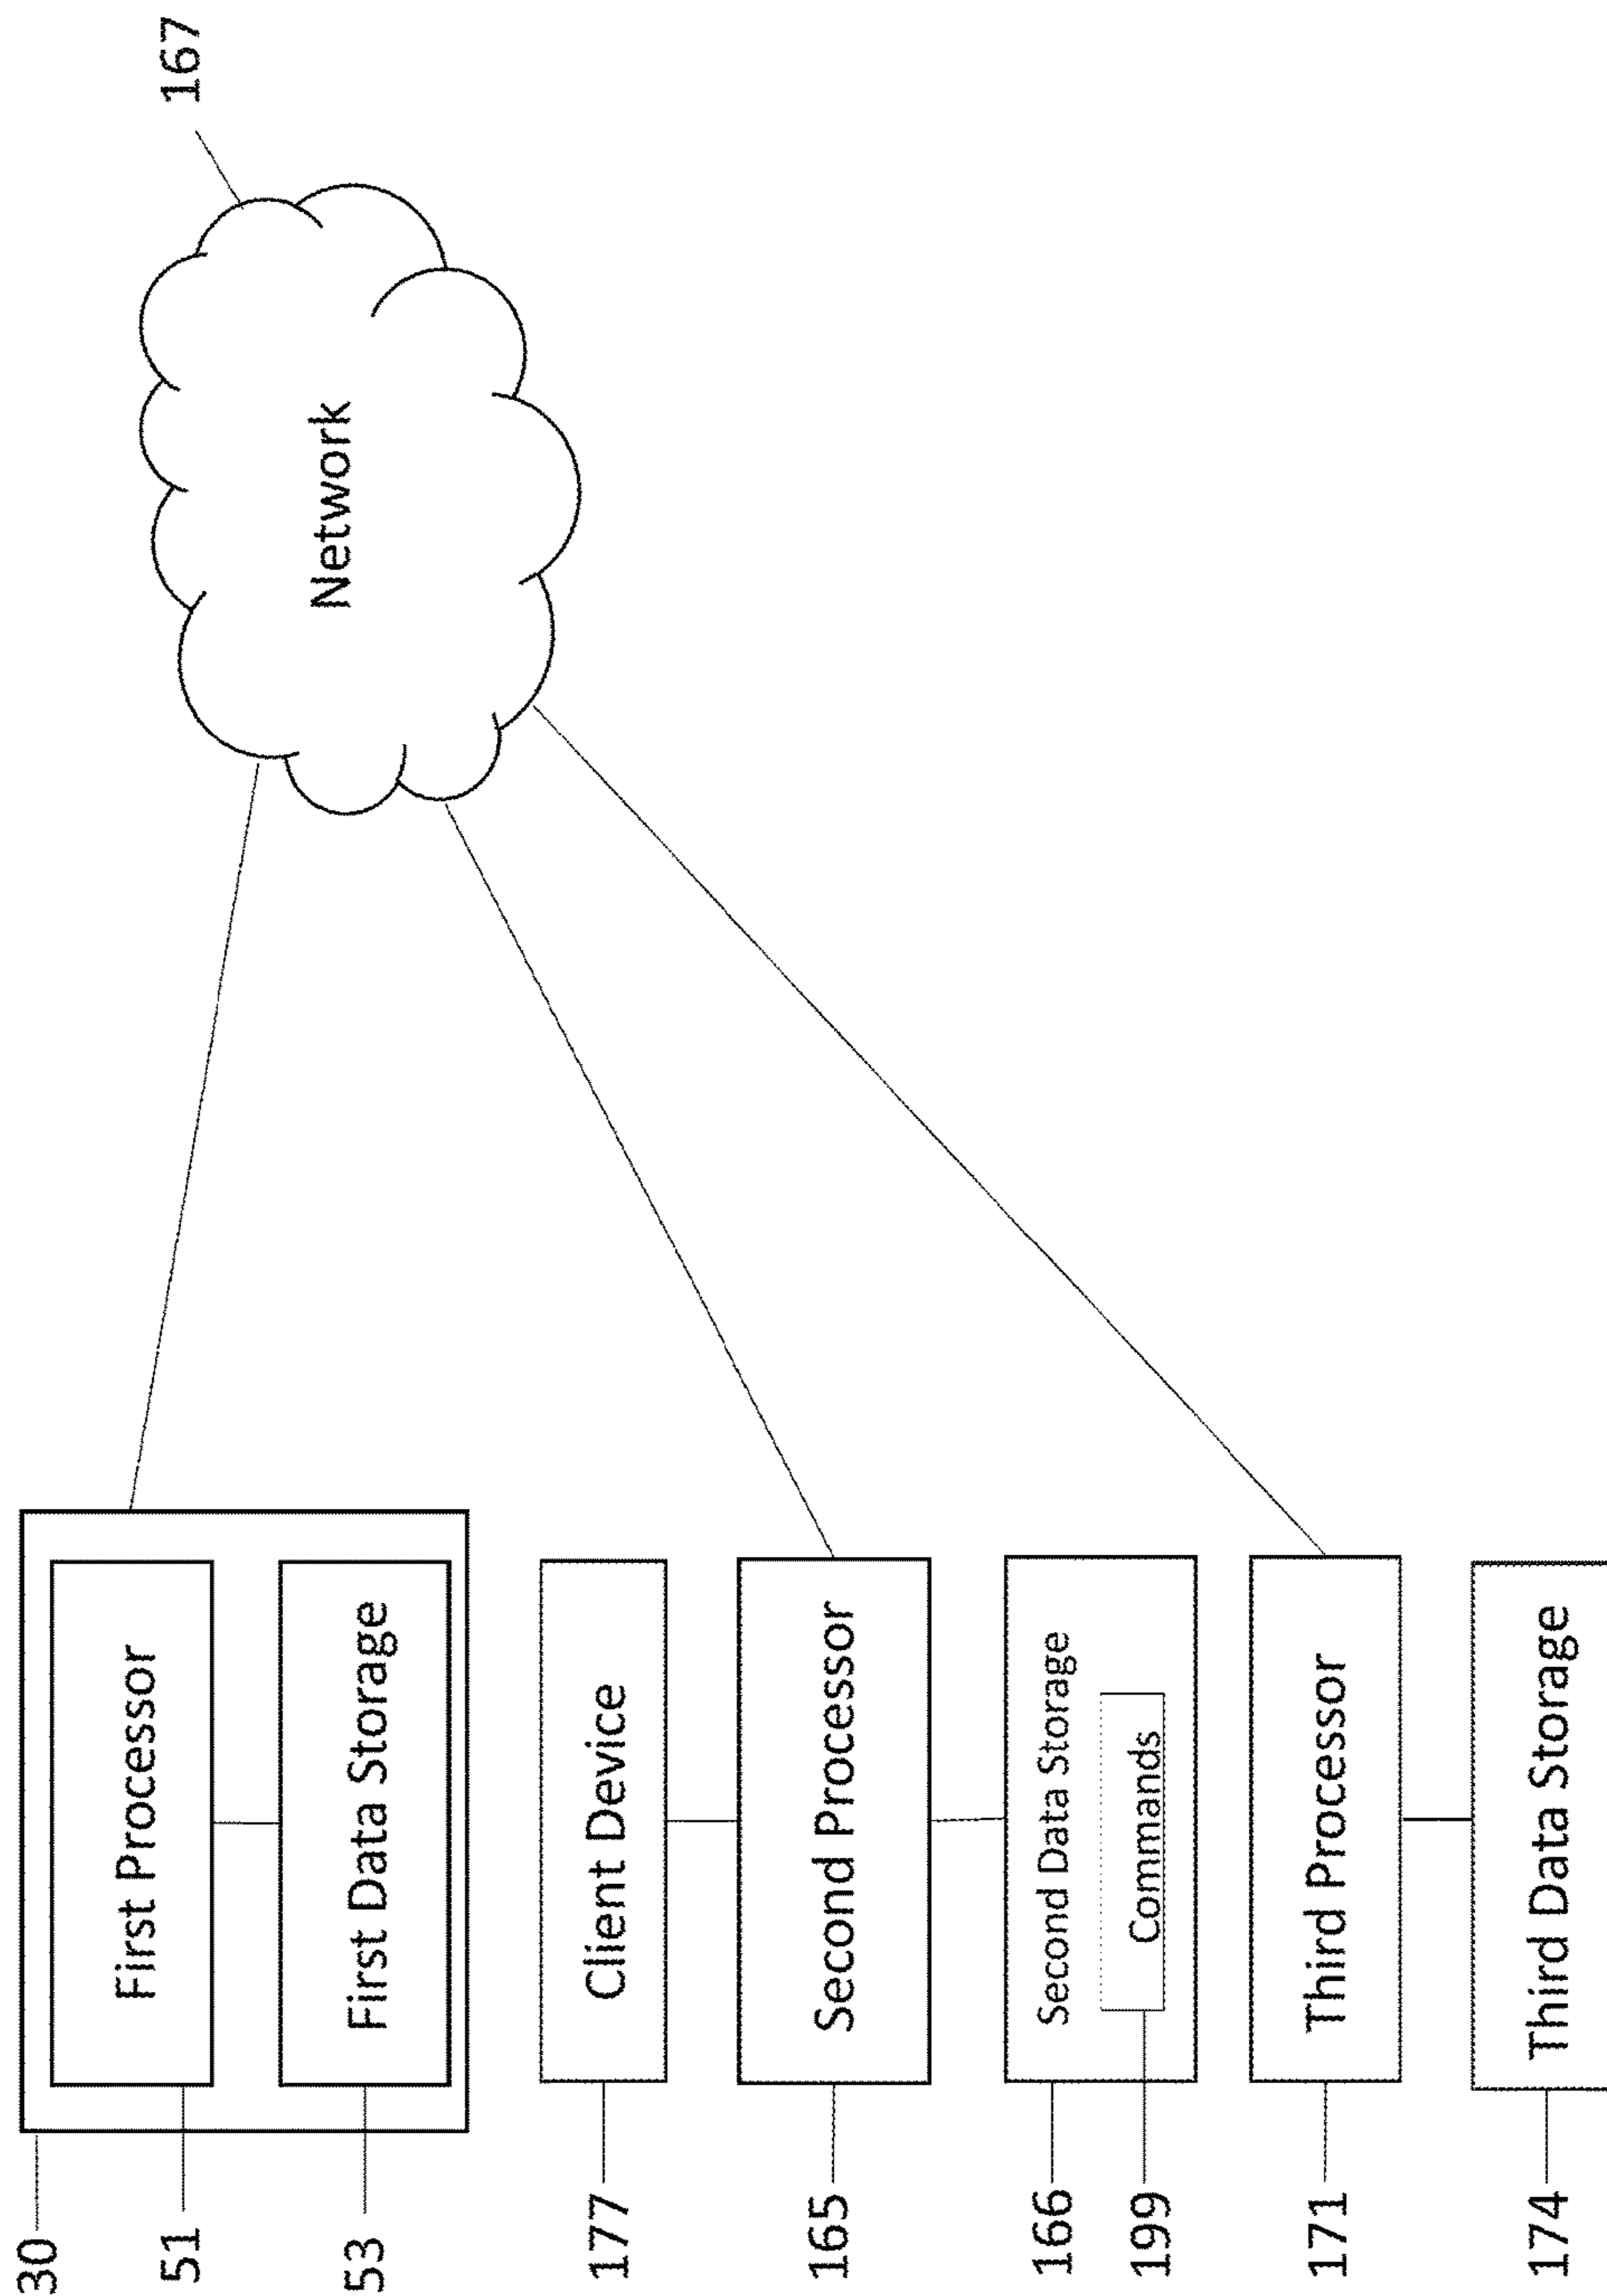 30
51
First Processor
53
First Data Storage
177
Client Device
165
Second Processor
166
Second Data Storage
199
Commands
171
Third Processor
174
Third Data Storage
Network
167